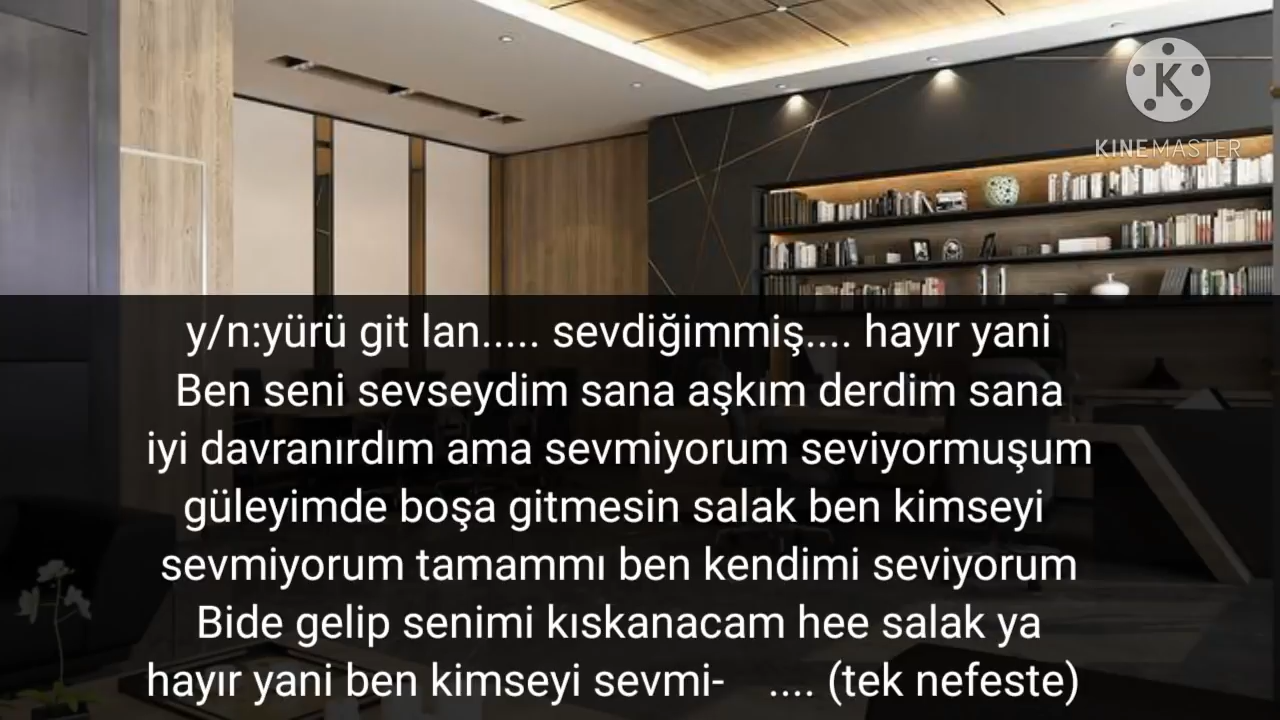 KINEMASTER
y/n:yürü git lan..... sevdiğimmiş.... hayır yani
Ben seni sevseydim sana aşkım derdim sana
iyi davranırdım ama sevmiyorum seviyormuşum
güleyimde boşa gitmesin salak ben kimseyi
sevmiyorum tamammı ben kendimi seviyorum
Bide gelip senimi kıskanacam hee salak ya
hayır yani ben kimseyi sevmi- .... (tek nefeste)